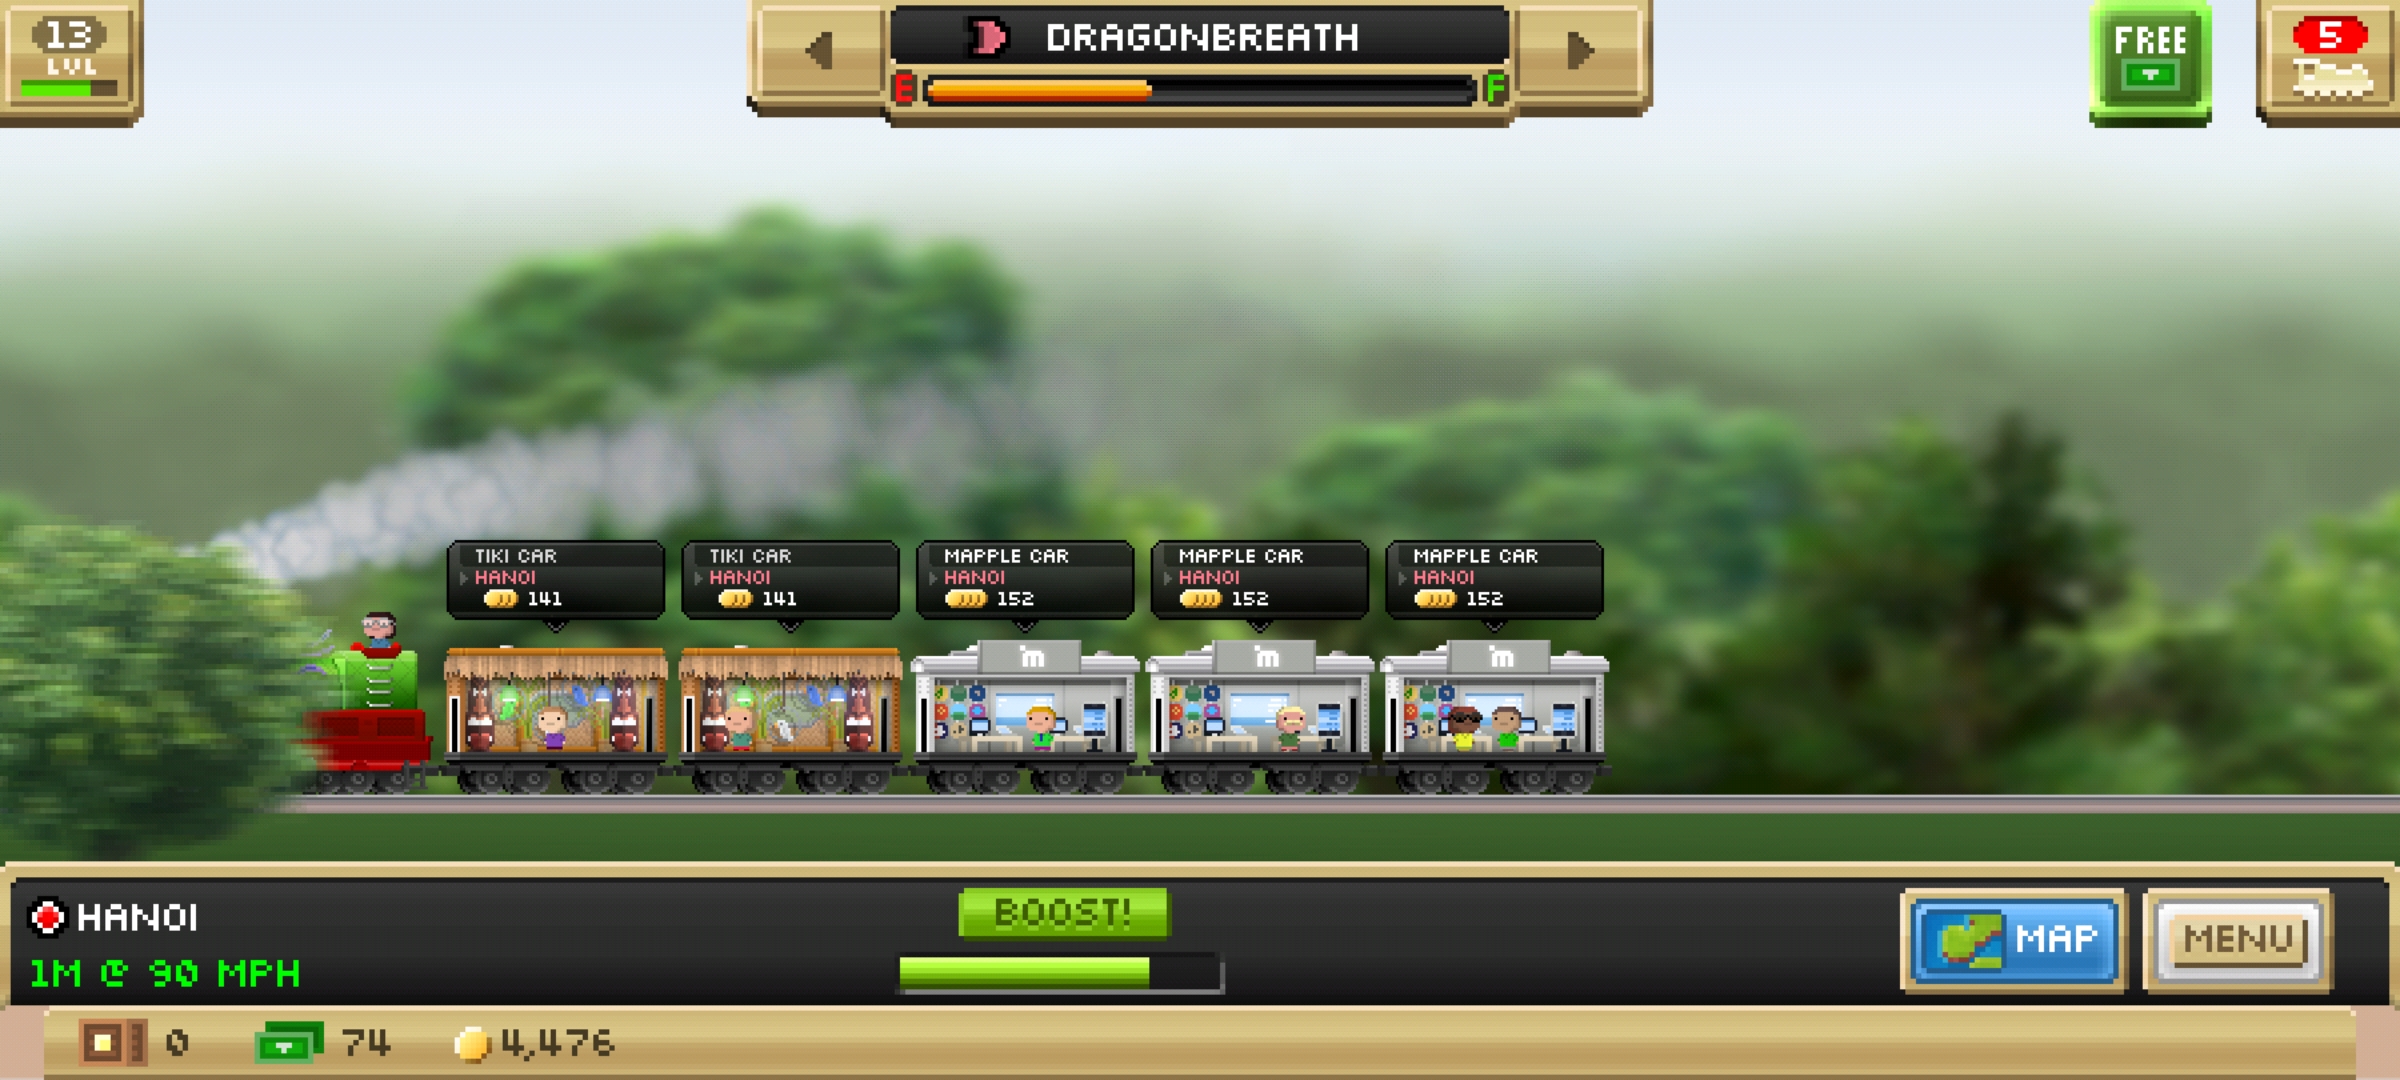 13
LVL
DRAGONBREATH
E F
FREE
5
TIKI CAR
HANOI
141
TIKI CAR
HANOI
141
MAPPLE CAR
HANOI
152
MAPPLE CAR
HANOI
152
MAPPLE CAR
HANOI
152
m
m
m
HANOI
1M @ 90 MPH
BOOST!
MAP
MENU
0
74
4,476